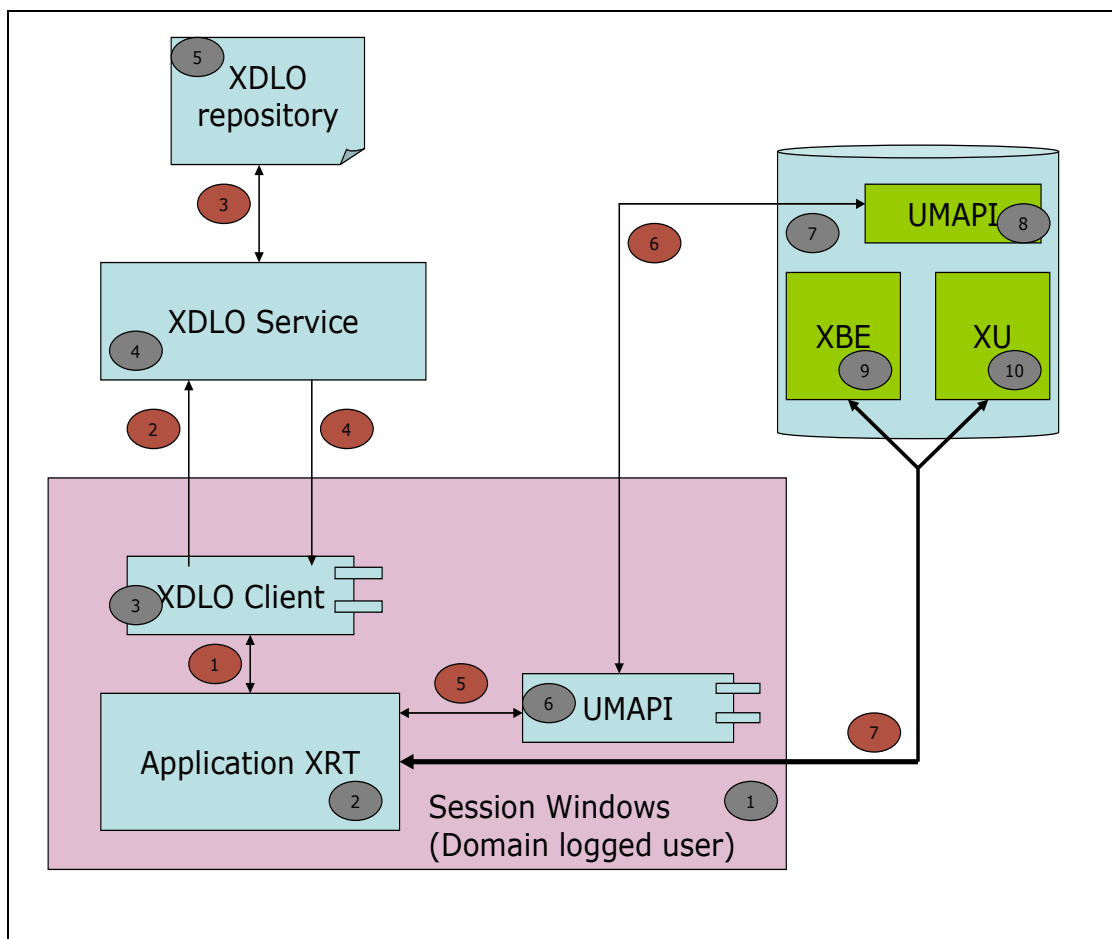 5
XDLO
repository
3
UMAPI
8
7
6
XDLO Service
4
XBE
9
XU
10
2
4
XDLO Client
3
1
5
6
UMAPI
7
Application XRT
2
Session Windows
(Domain logged user)
1